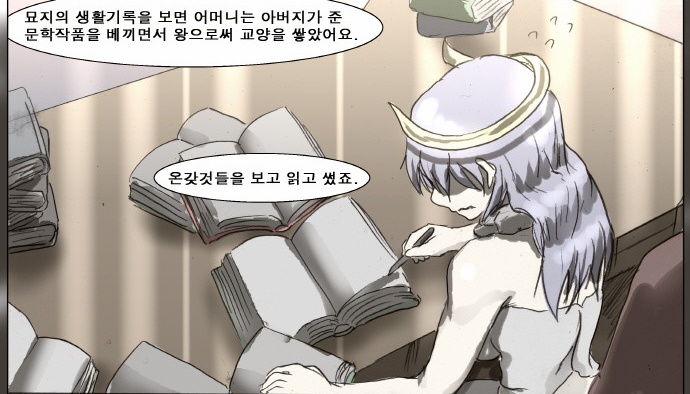 묘지의 생활기록을 보면 어머니는 아버지가 준
문학작품을 베끼면서 왕으로써 교양을 쌓았어요.
온갖것들을 보고 읽고 썼죠.